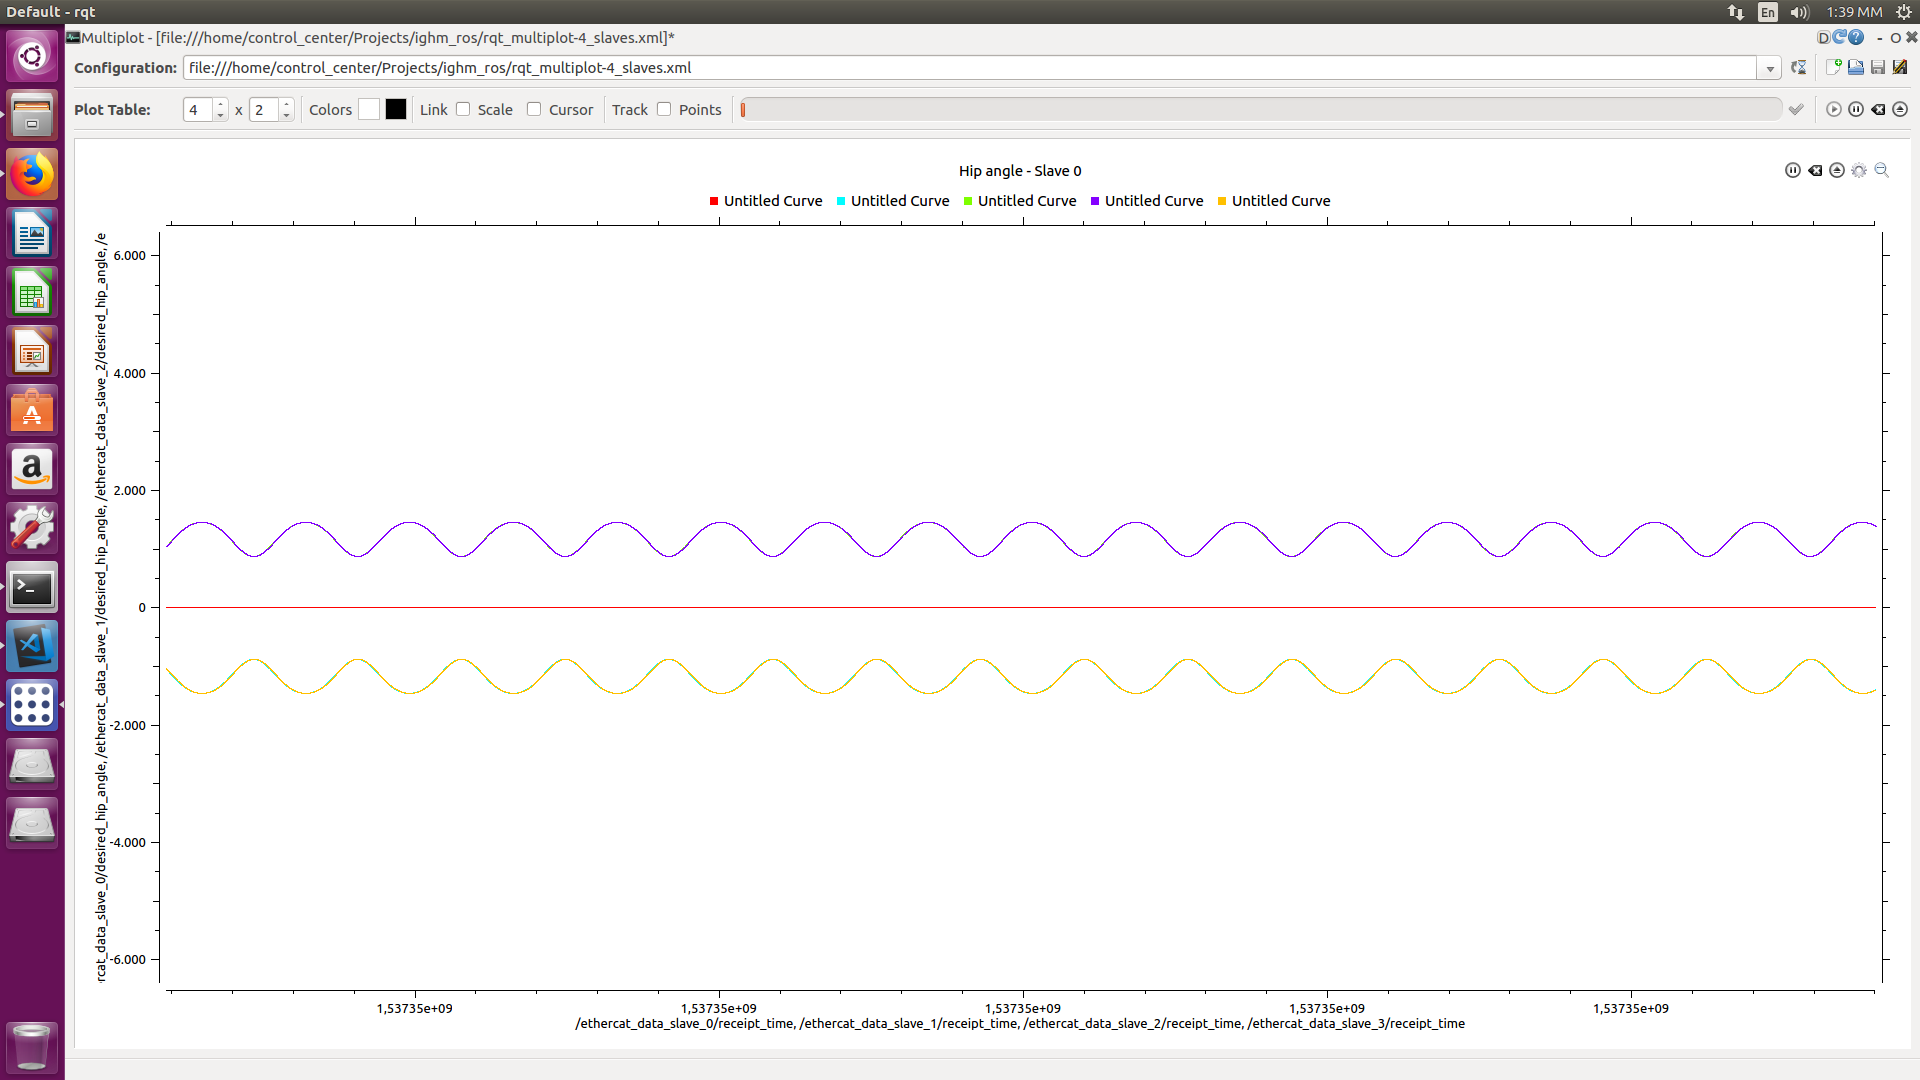 Default - rqt
En
1:39 MM
Multiplot - [file:///home/control_center/Projects/ighm_ros/rqt_multiplot-4_slaves.xml]*
D
- O
Configuration: file:///home/control_center/Projects/ighm_ros/rqt_multiplot-4_slaves.xml
Plot Table: 4 x 2 Colors Link Scale Cursor Track Points
Hip angle - Slave 0
Untitled Curve Untitled Curve Untitled Curve Untitled Curve Untitled Curve
rcat_data_slave_0/desired_hip_angle, /ethercat_data_slave_1/desired_hip_angle, /ethercat_data_slave_2/desired_hip_angle, /e
6.000
4.000
2.000
0
-2.000
-4.000
-6.000
1,53735e+09 1,53735e+09 1,53735e+09 1,53735e+09 1,53735e+09
/ethercat_data_slave_0/receipt_time, /ethercat_data_slave_1/receipt_time, /ethercat_data_slave_2/receipt_time, /ethercat_data_slave_3/receipt_time